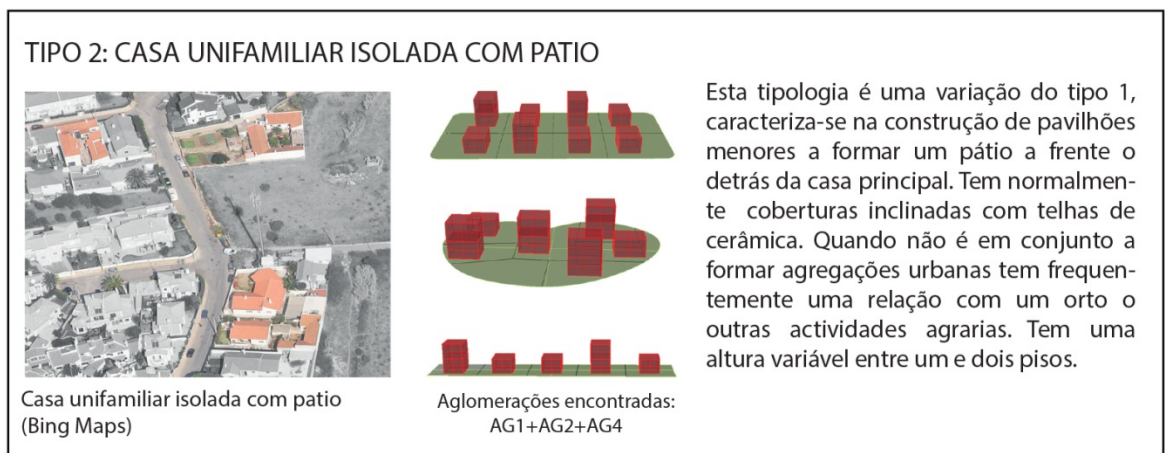 TIPO 2: CASA UNIFAMILIAR ISOLADA COM PATIO
Casa unifamiliar isolada com patio
(Bing Maps)
Aglomerações encontradas:
AG1+AG2+AG4
Esta tipologia é uma variação do tipo 1,
caracteriza-se na construção de pavilhões
menores a formar um pátio a frente o
detrás da casa principal. Tem normalmen-
te coberturas inclinadas com telhas de
cerâmica. Quando não é em conjunto a
formar agregações urbanas tem frequen-
temente uma relação com um orto o
outras actividades agrarias. Tem uma
altura variável entre um e dois pisos.